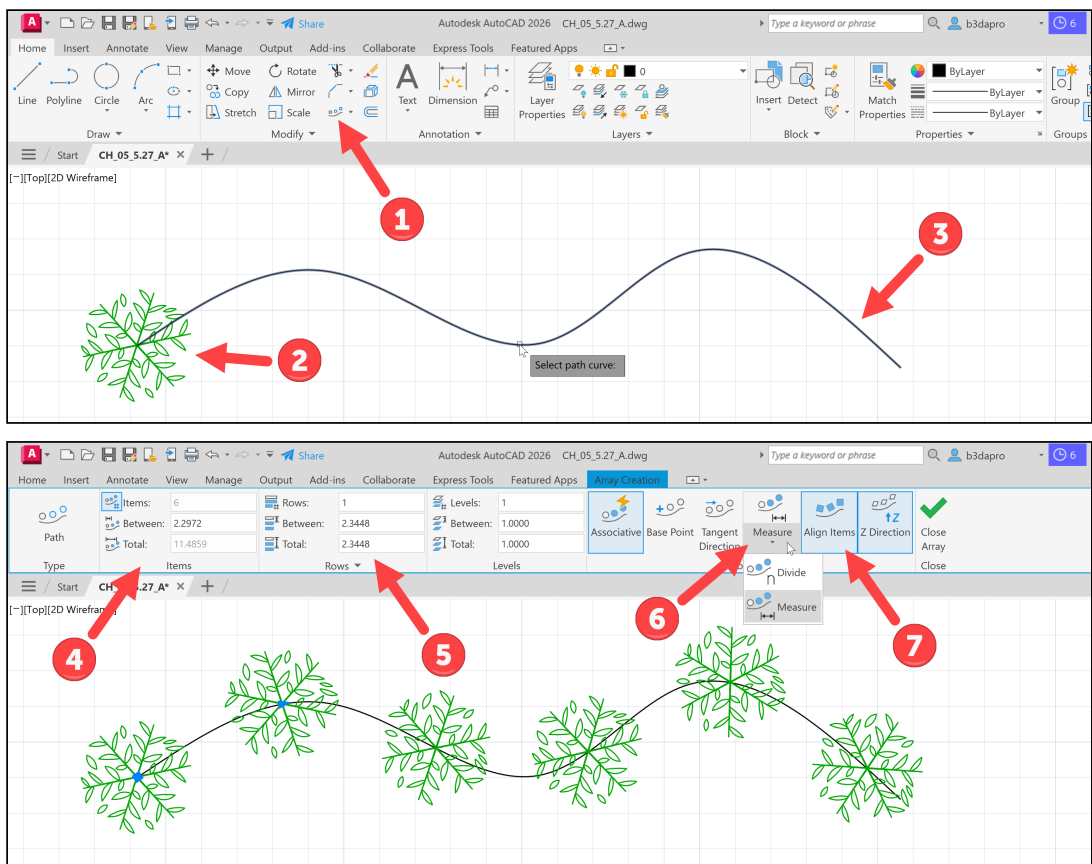 A Share Autodesk AutoCAD 2026 CH_05_5.27_A.dwg Type a keyword or phrase b3dapro 6
Home Insert Annotate View Manage Output Add-ins Collaborate Express Tools Featured Apps
Move Rotate 0 ByLayer
Copy Mirror ByLayer
Line Polyline Circle Arc Text Dimension Layer Insert Detect Match Group
Stretch Scale Properties Properties ByLayer
Draw Modify Annotation Layers Block Properties Groups
Start CH_05_5.27_A*
[−][Top][2D Wireframe]
1
3
2
Select path curve:
A Share Autodesk AutoCAD 2026 CH_05_5.27_A.dwg Type a keyword or phrase b3dapro 6
Home Insert Annotate View Manage Output Add-ins Collaborate Express Tools Featured Apps Array Creation
Items: 6 Rows: 1 Levels: 1
Path Between: 2.2972 Between: 2.3448 Between: 1.0000 Associative Base Point Tangent Direction Measure Align Items Z Direction Close Array
Total: 11.4859 Total: 2.3448 Total: 1.0000
Type Items Rows Levels Close
Divide
Start
[−][Top][2D Wirefram
Measure
6
7
4
5